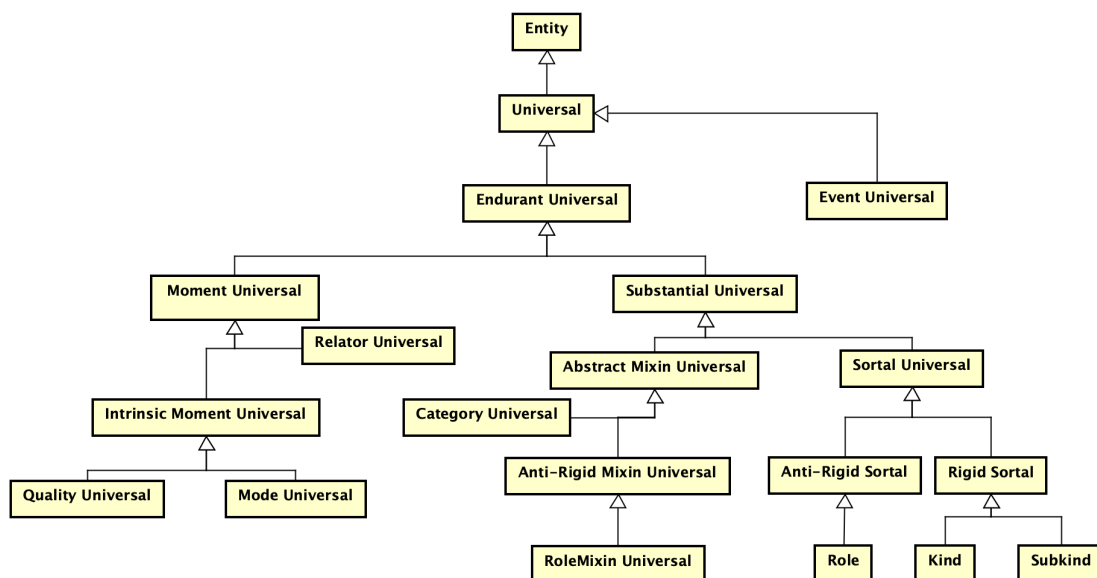 Entity
Universal
Endurant Universal
Event Universal
Moment Universal
Substantial Universal
Relator Universal
Abstract Mixin Universal
Sortal Universal
Intrinsic Moment Universal
Category Universal
Anti-Rigid Mixin Universal
Anti-Rigid Sortal
Rigid Sortal
Quality Universal
Mode Universal
RoleMixin Universal
Role
Kind
Subkind